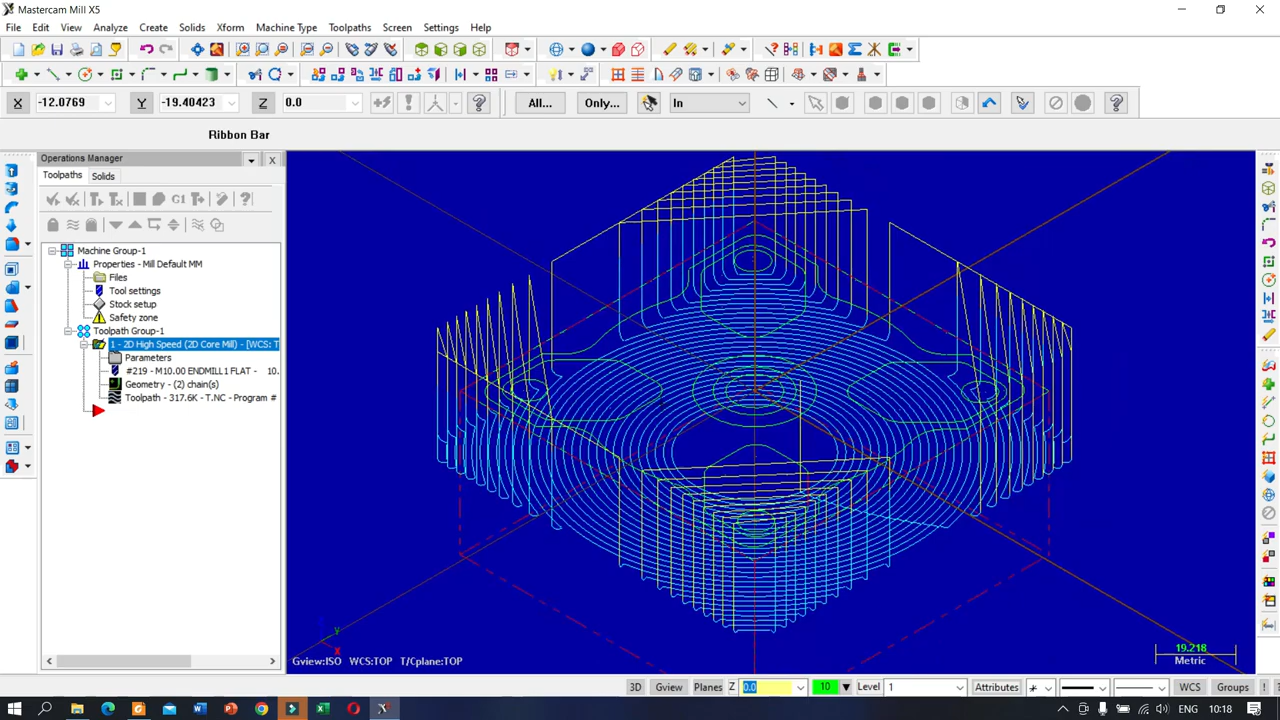 Mastercam Mill X5
File Edit View Analyze Create Solids Xform Machine Type Toolpaths Screen Settings Help
X -12.0769 Y -19.40423 Z 0.0 All... Only... In
Ribbon Bar
Operations Manager
Toolpaths Solids
G1
Machine Group-1
Properties - Mill Default MM
Files
Tool settings
Stock setup
Safety zone
Toolpath Group-1
1 - 2D High Speed (2D Core Mill) - [WCS: T
Parameters
#219 - M10.00 ENDMILL1 FLAT - 10.
Geometry - (2) chain(s)
Toolpath - 317.6K - T.NC - Program #
Y
X
Gview:ISO WCS:TOP T/Cplane:TOP
19.218
Metric
3D Gview Planes Z 0.0 10 Level 1 Attributes WCS Groups ! ?
ENG 10:18